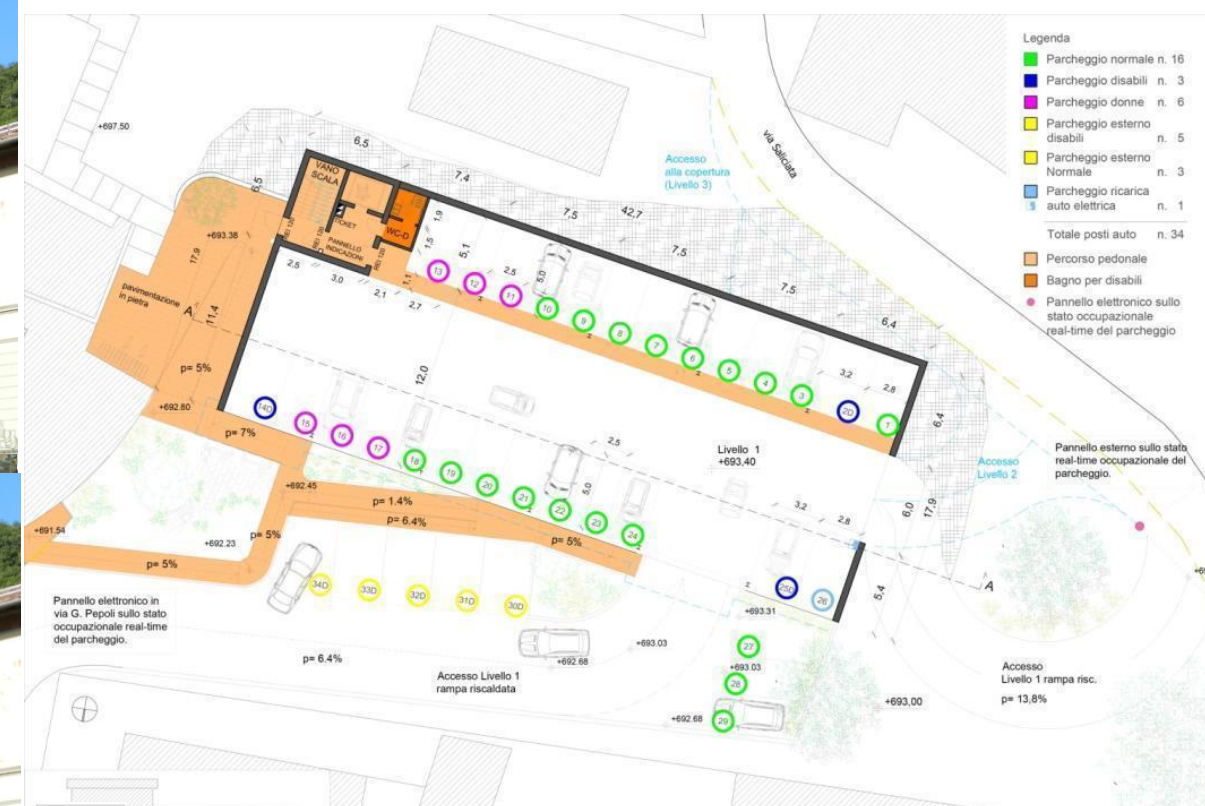 Legenda
Parcheggio normale n. 16
Parcheggio disabili n. 3
Parcheggio donne n. 6
Parcheggio esterno
disabili n. 5
Parcheggio esterno
Normale n. 3
Parcheggio ricarica
auto elettrica n. 1
Totale posti auto n. 34
Percorso pedonale
Bagno per disabili
Pannello elettronico sullo
stato occupazionale
real-time del parcheggio
+697.50
6,5
7,4
7,5
42,7
7,5
7,5
6,4
Accesso
alla copertura
(Livello 3)
via Saliciata
6,5
VANO
SCALA
TICKET
WC-D
PANNELLO
INDICAZIONI
REI 120
REI 120
REI 120
1,9
1,5
5,1
2,5
5,0
1,1
+693.38
17,9
11,4
pavimentazione
in pietra
A
p= 5%
2,5
3,0
2,1
2,7
12,0
13
12
11
10
9
8
7
6
5
4
3
2D
1
3,2
2,8
6,4
+692.80
p= 7%
14D
15
16
17
18
19
20
21
22
23
24
2,5
5,0
Livello 1
+693,40
3,2
2,8
6,0
17,9
Accesso
Livello 2
Pannello esterno sullo stato
real-time occupazionale del
parcheggio.
A
5,4
+692.45
p= 1.4%
p= 6.4%
p= 5%
p= 5%
+691.54
+692.23
p= 5%
34D
33D
32D
31D
30D
25D
26
+693.31
27
+693.03
28
29
+692.68
+693,00
Pannello elettronico in
via G. Pepoli sullo stato
occupazionale real-time
del parcheggio.
p= 6.4%
+693.03
+692.68
Accesso Livello 1
rampa riscaldata
Accesso
Livello 1 rampa risc.
p= 13,8%